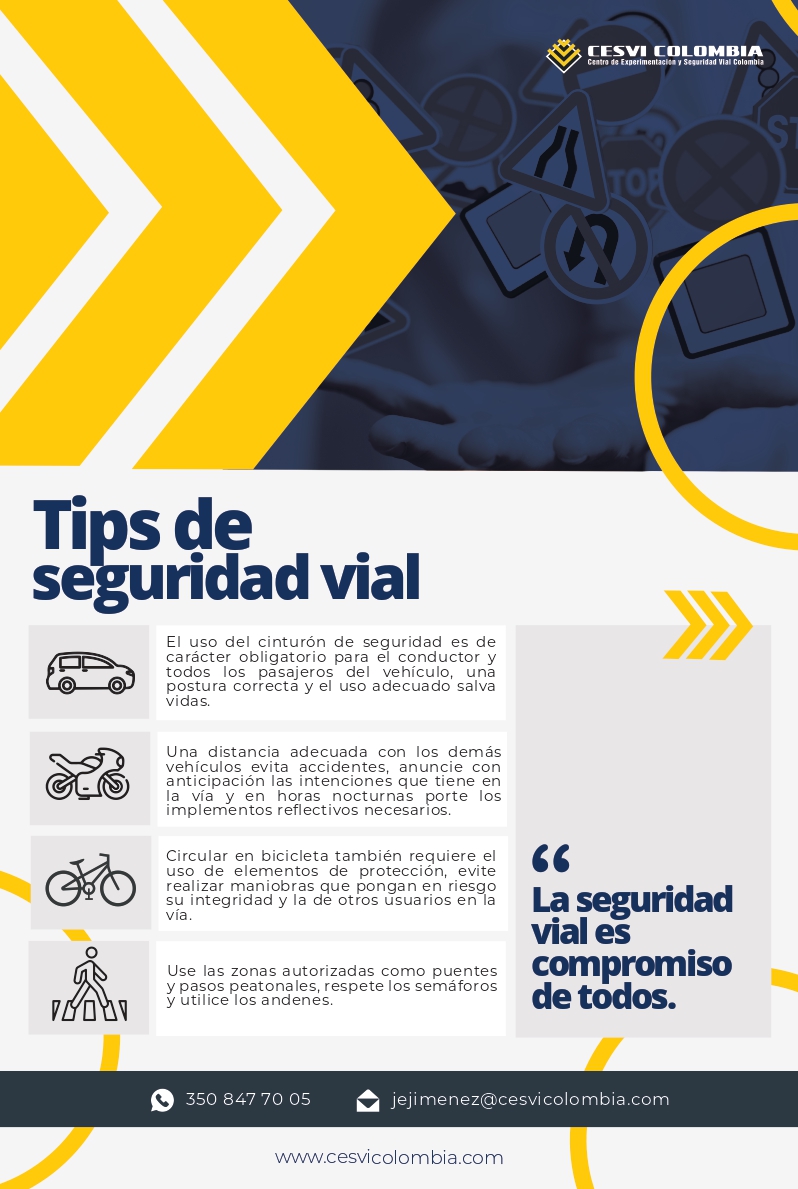 CESVI COLOMBIA
Centro de Experimentación y Seguridad Vial Colombia
STOP
ST
Tips de
seguridad vial
El uso del cinturón de seguridad es de
carácter obligatorio para el conductor y
todos los pasajeros del vehículo, una
postura correcta y el uso adecuado salva
vidas.
Una distancia adecuada con los demás
vehículos evita accidentes, anuncie con
anticipación las intenciones que tiene en
la vía y en horas nocturnas porte los
implementos reflectivos necesarios.
Circular en bicicleta también requiere el
uso de elementos de protección, evite
realizar maniobras que pongan en riesgo
su integridad y la de otros usuarios en la
vía.
Use las zonas autorizadas como puentes
y pasos peatonales, respete los semáforos
y utilice los andenes.
“
La seguridad
vial es
compromiso
de todos.
350 847 70 05
jejimenez@cesvicolombia.com
www.cesvicolombia.com